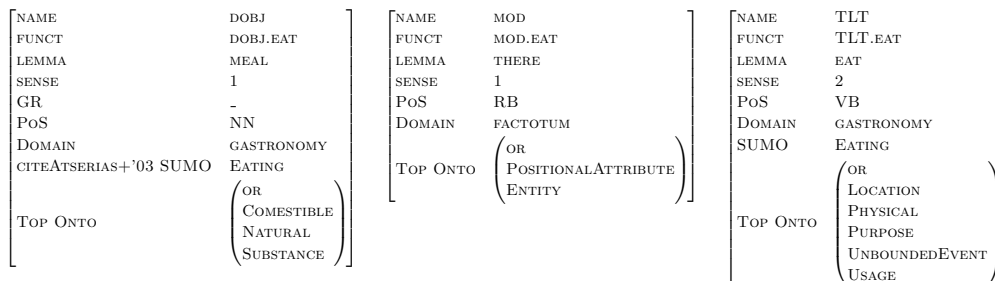 NAME DOBJ
FUNCT DOBJ.EAT
LEMMA MEAL
SENSE 1
GR _
POS NN
DOMAIN GASTRONOMY
CITEATSERIAS+'03 SUMO EATING
TOP ONTO
OR
COMESTIBLE
NATURAL
SUBSTANCE
NAME MOD
FUNCT MOD.EAT
LEMMA THERE
SENSE 1
POS RB
DOMAIN FACTOTUM
TOP ONTO
OR
POSITIONALATTRIBUTE
ENTITY
NAME TLT
FUNCT TLT.EAT
LEMMA EAT
SENSE 2
POS VB
DOMAIN GASTRONOMY
SUMO EATING
TOP ONTO
OR
LOCATION
PHYSICAL
PURPOSE
UNBOUNDEDEVENT
USAGE